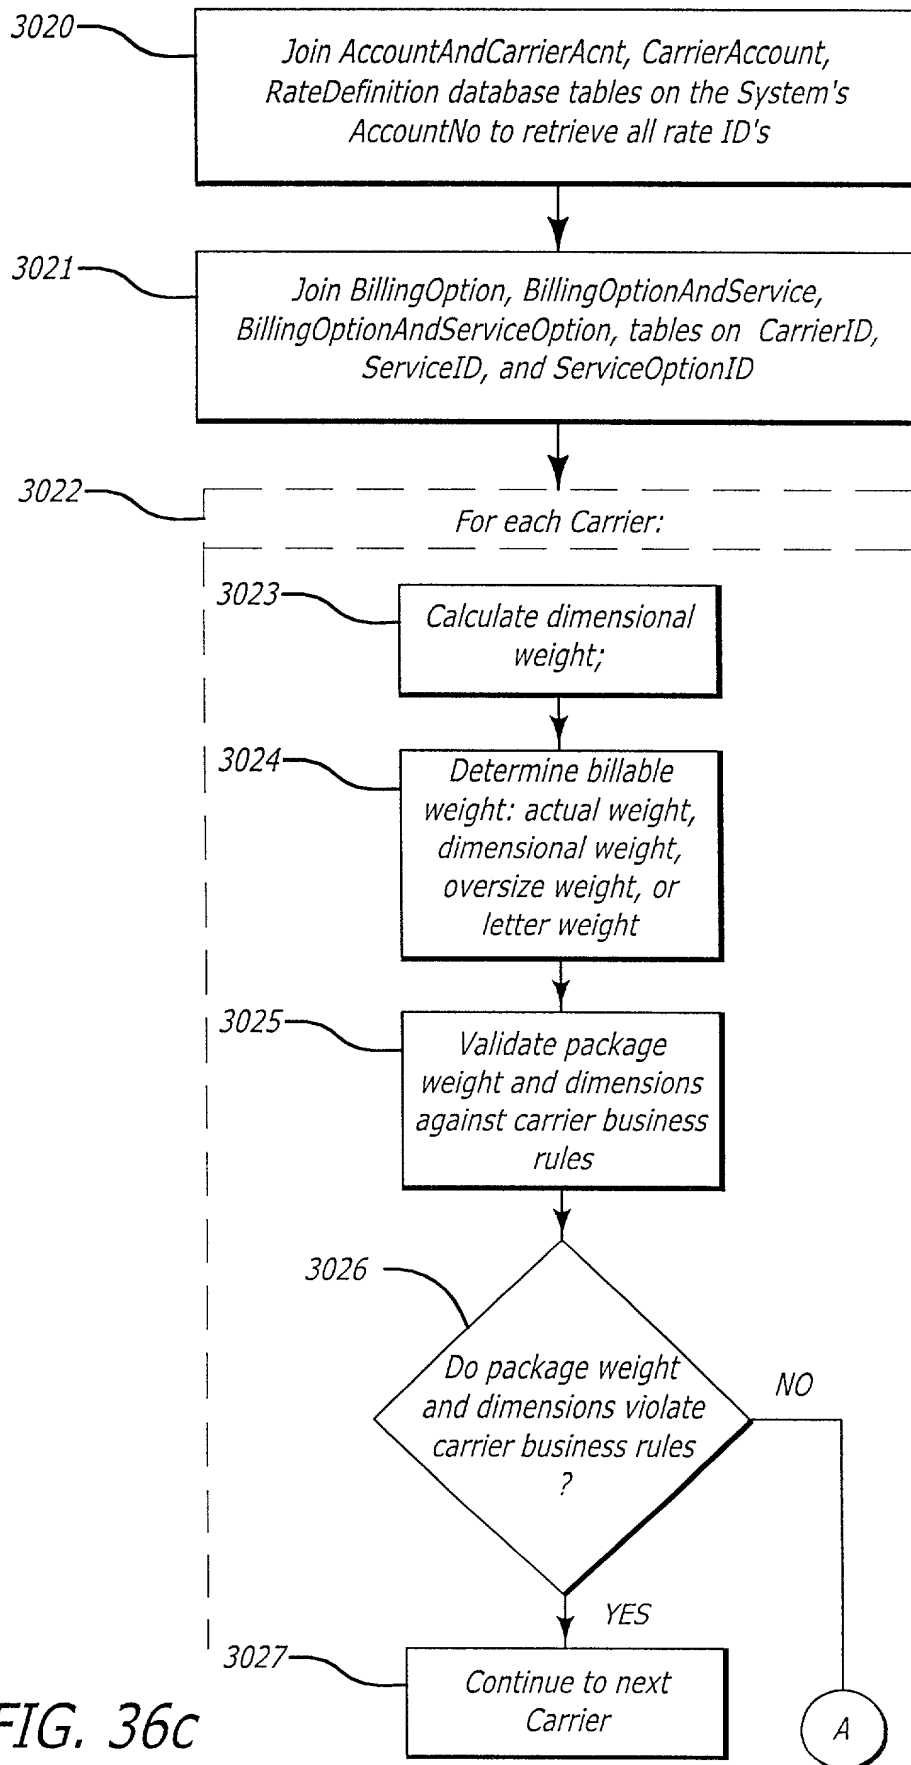 3020
Join AccountAndCarrierAcnt, CarrierAccount,
RateDefinition database tables on the System's
AccountNo to retrieve all rate ID's
3021
Join BillingOption, BillingOptionAndService,
BillingOptionAndServiceOption, tables on CarrierID,
ServiceID, and ServiceOptionID
3022
For each Carrier:
3023
Calculate dimensional
weight;
3024
Determine billable
weight: actual weight,
dimensional weight,
oversize weight, or
letter weight
3025
Validate package
weight and dimensions
against carrier business
rules
3026
Do package weight
and dimensions violate
carrier business rules
?
NO
YES
3027
Continue to next
Carrier
A
FIG. 36c